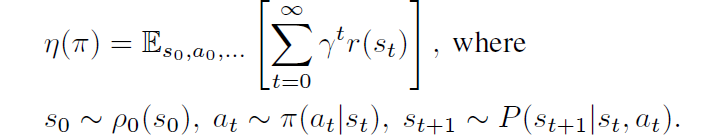 η(π) = 𝔼_{s_0,a_0,...} [ ∑_{t=0}^{∞} γ^t r(s_t) ] , where
s_0 ∼ ρ_0(s_0), a_t ∼ π(a_t|s_t), s_{t+1} ∼ P(s_{t+1}|s_t, a_t).